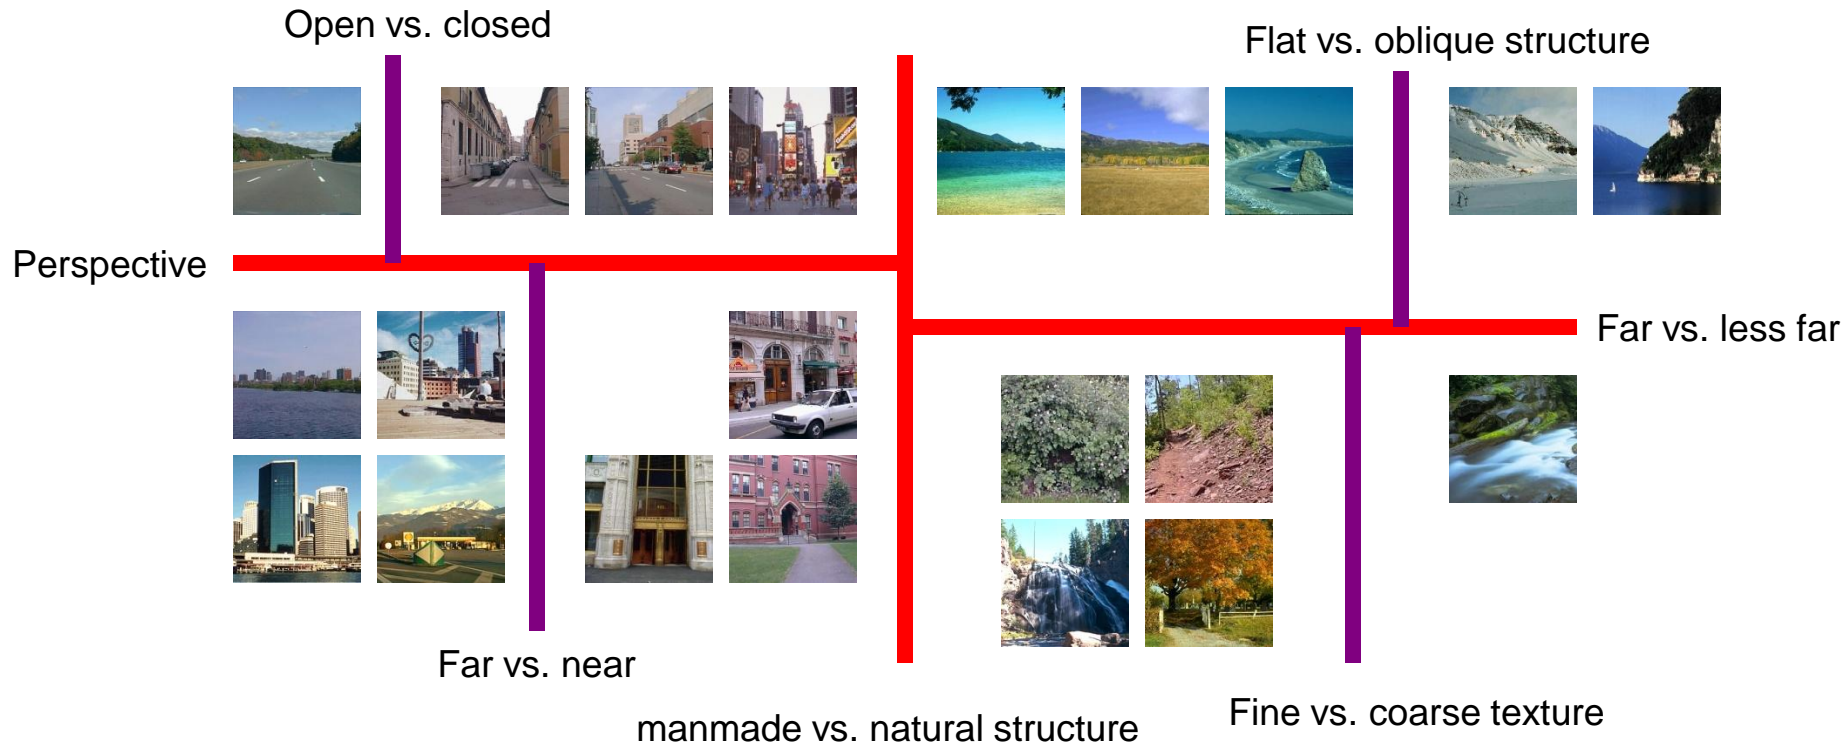 Open vs. closed
Flat vs. oblique structure
Perspective
Far vs. less far
Far vs. near
manmade vs. natural structure
Fine vs. coarse texture